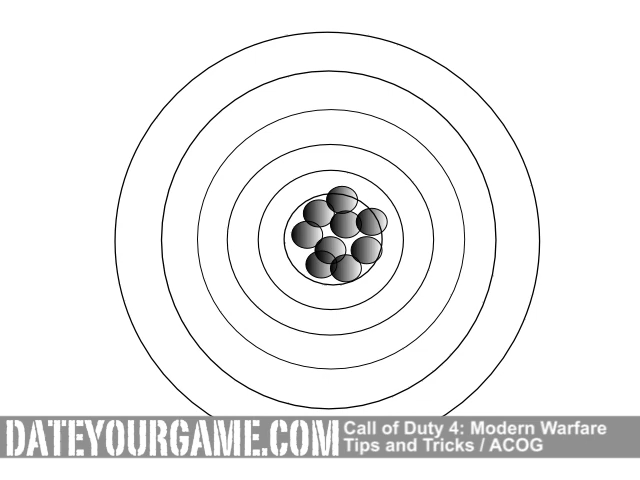 DATEYOURGAME.COM
Call of Duty 4: Modern Warfare
Tips and Tricks / ACOG